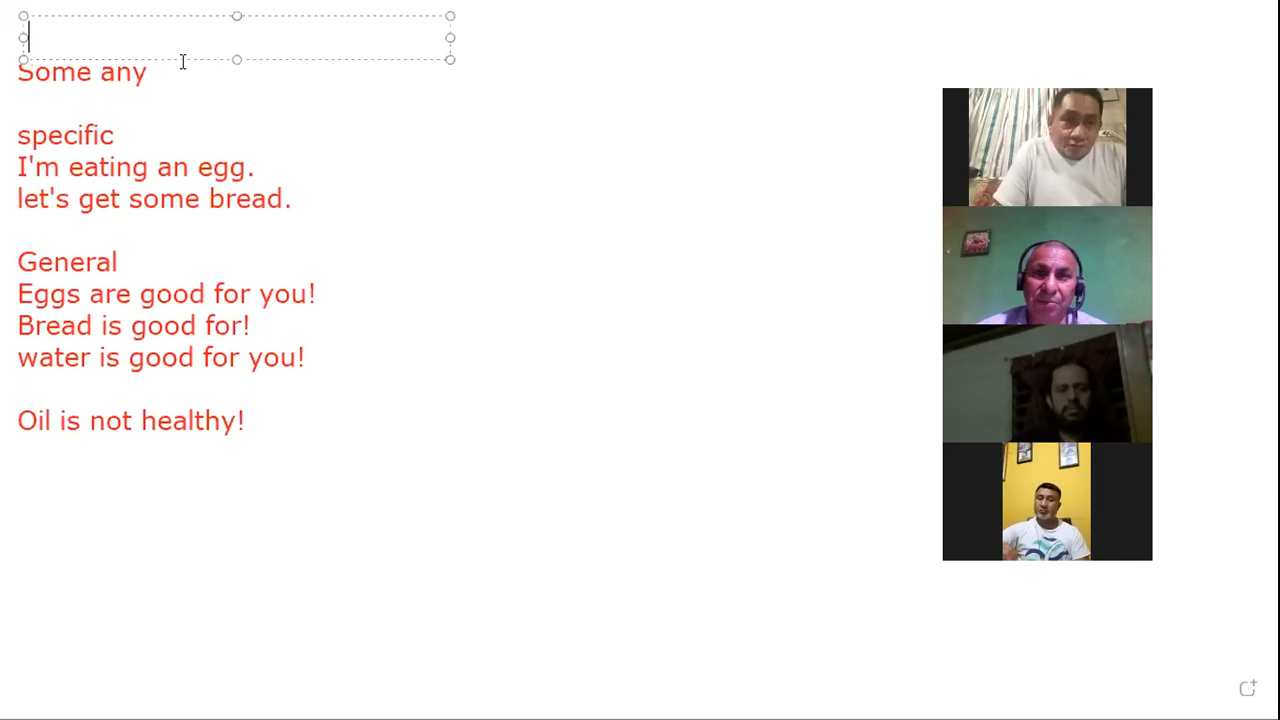 Some any
specific
I'm eating an egg.
let's get some bread.
General
Eggs are good for you!
Bread is good for!
water is good for you!
Oil is not healthy!